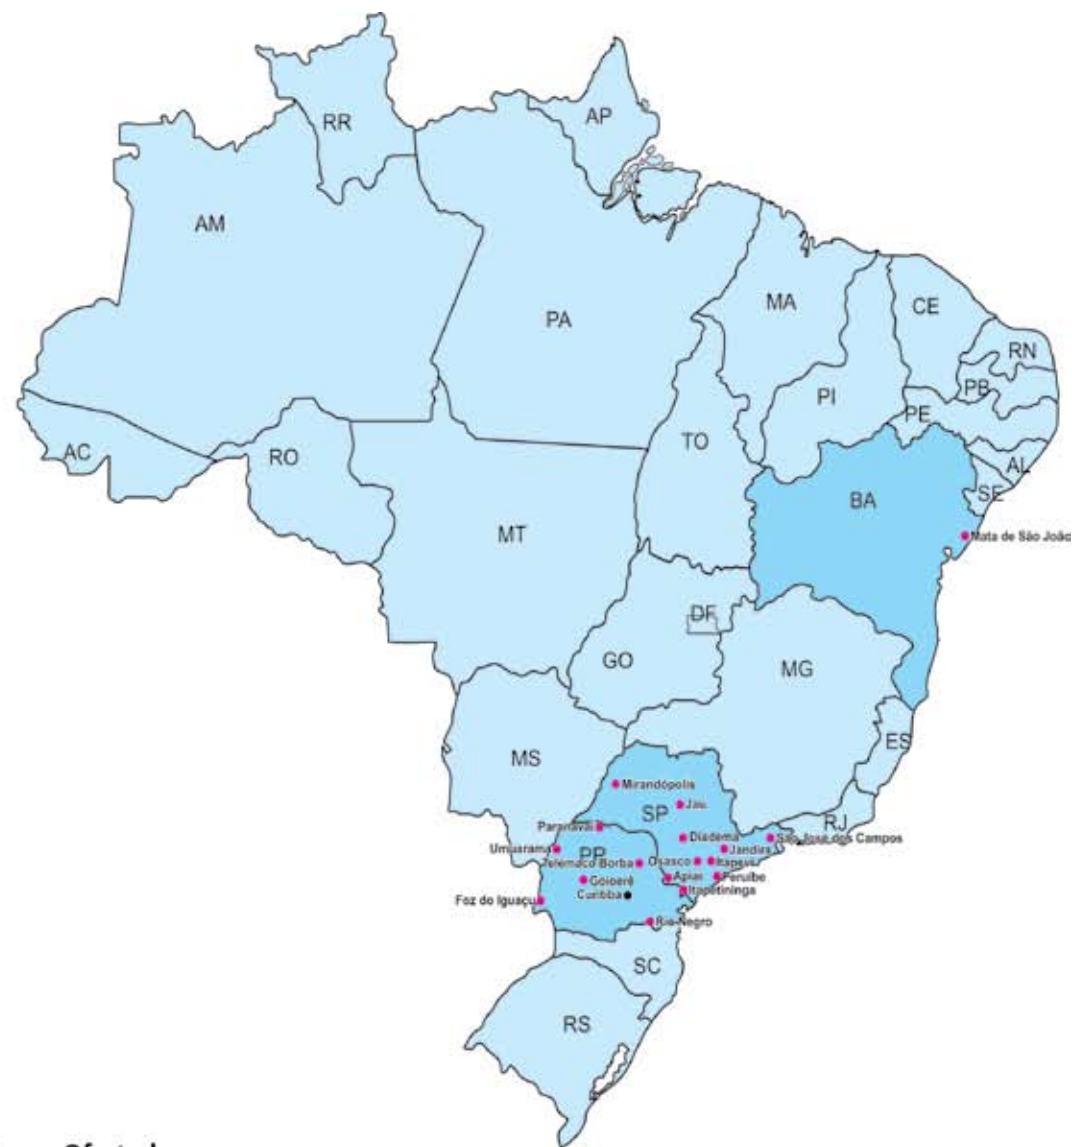 RR
AP
AM
PA
MA
CE
RN
PB
PI
PE
AC
TO
AL
RO
SE
BA
MT
Mata de São João
DF
GO
MG
ES
MS
Mirandópolis
Jau
SP
RJ
Paranavaí
Diadema
São José dos Campos
Umuarama
Jandira
PP
Telêmaco Borba
Osasco
Itapevi
Goioerê
Apiaí
Peruíbe
Curitiba
Itapetininga
Foz do Iguaçu
Rio Negro
SC
RS